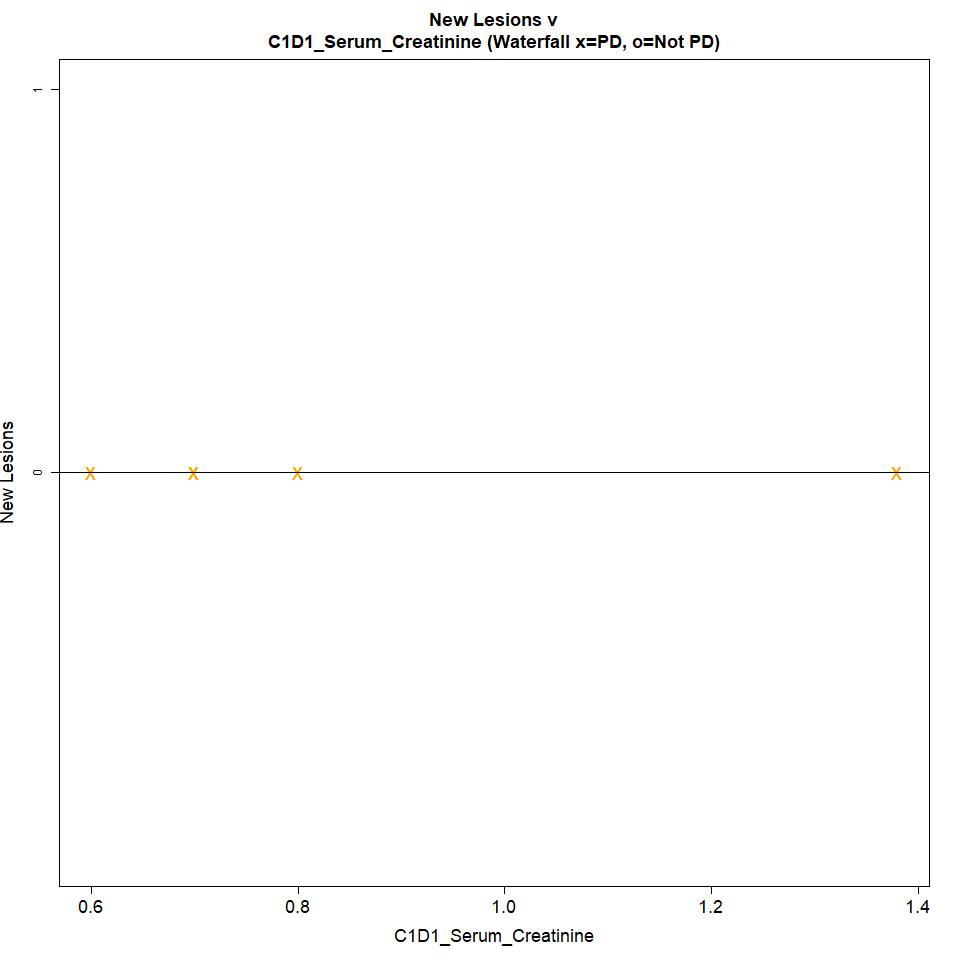 New Lesions v
C1D1_Serum_Creatinine (Waterfall x=PD, o=Not PD)
1
New Lesions
0
x x x x
0.6 0.8 1.0 1.2 1.4
C1D1_Serum_Creatinine